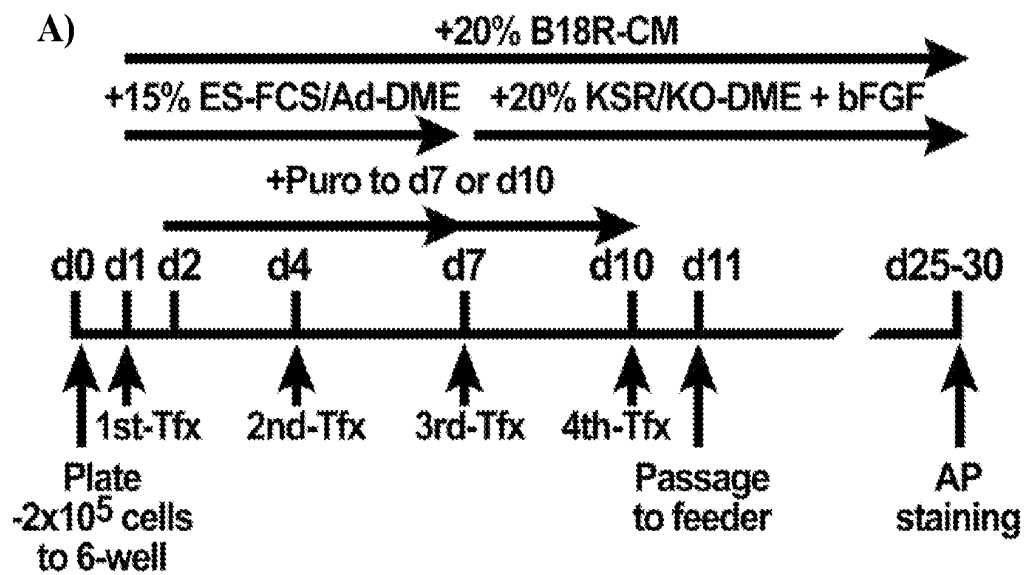 A)
+20% B18R-CM
+15% ES-FCS/Ad-DME +20% KSR/KO-DME + bFGF
+Puro to d7 or d10
d0 d1 d2 d4 d7 d10 d11 d25-30
1st-Tfx 2nd-Tfx 3rd-Tfx 4th-Tfx
Plate
-2x10⁵ cells
to 6-well
Passage
to feeder
AP
staining